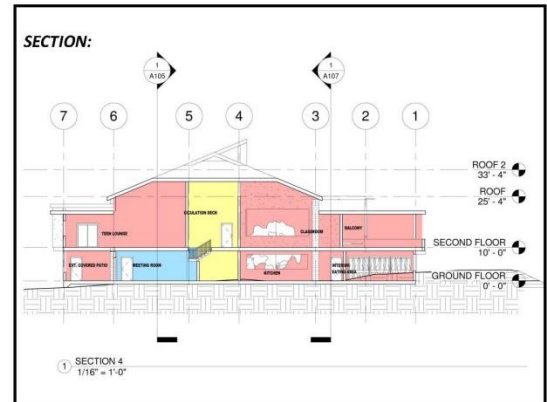 SECTION:
1
A105
1
A107
7
6
5
4
3
2
1
ROOF 2
33' - 4"
ROOF
25' - 4"
SECOND FLOOR
10' - 0"
GROUND FLOOR
0' - 0"
CICULATION DECK
TEEN LOUNGE
CLASSROOM
BALCONY
EXT. COVERED PATIO
MEETING ROOM
KITCHEN
INTERIOR
EATING AREA
1
SECTION 4
1/16" = 1'-0"